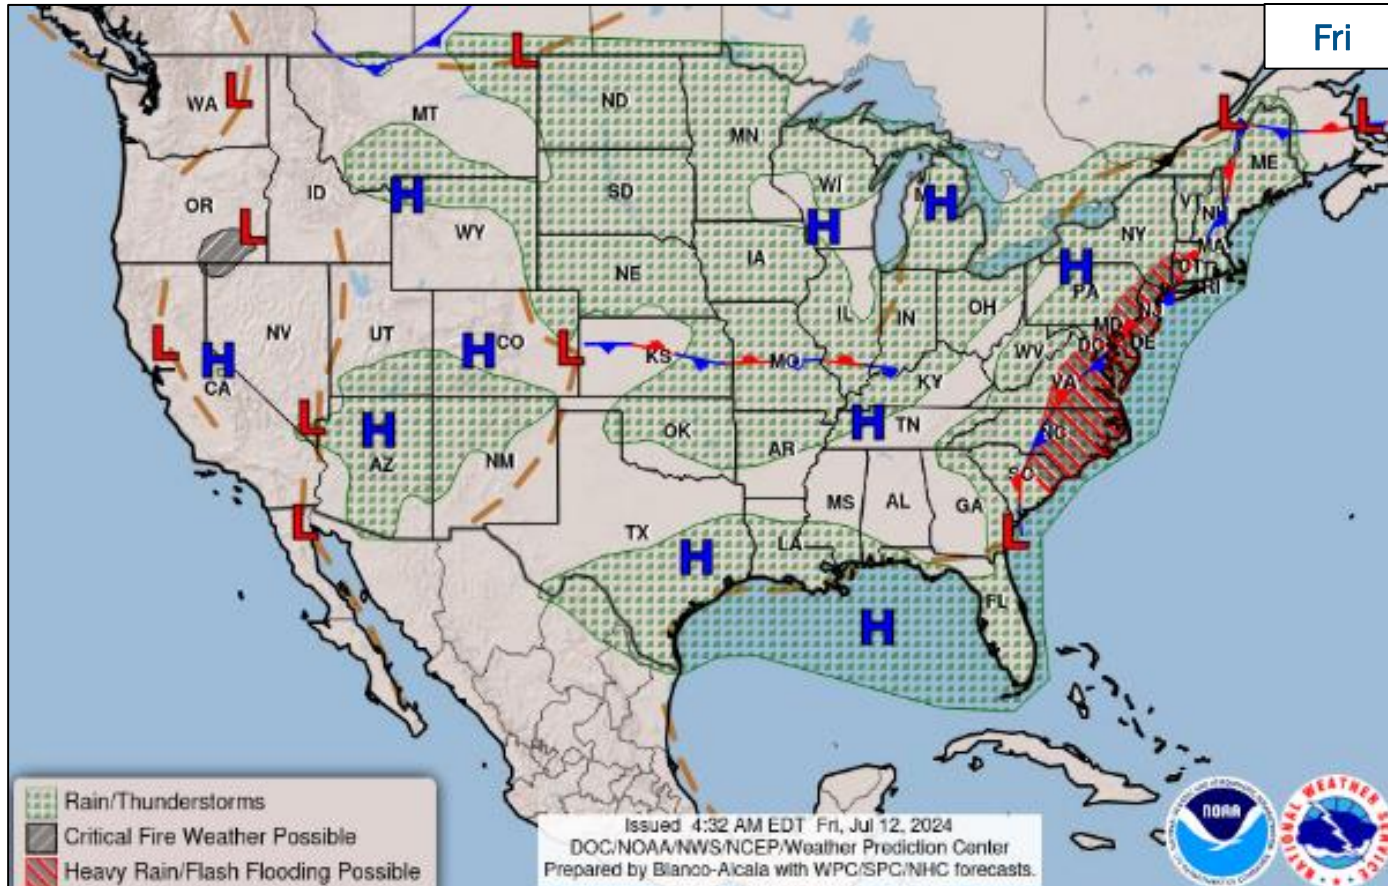 Fri
WA
MT
ND
MN
ME
OR
ID
WY
SD
WI
M
VT
NH
NY
MA
CT
RI
NE
IA
PA
NJ
NV
UT
CO
IL
IN
OH
MD
DE
DC
CA
KS
MO
KY
WV
VA
AZ
NM
OK
AR
TN
NC
SC
TX
LA
MS
AL
GA
FL
L
L
L
L
L
L
L
L
L
L
H
H
H
H
H
H
H
H
H
H
Rain/Thunderstorms
Critical Fire Weather Possible
Heavy Rain/Flash Flooding Possible
Issued 4:32 AM EDT Fri, Jul 12, 2024
DOC/NOAA/NWS/NCEP/Weather Prediction Center
Prepared by Blanco-Alcala with WPC/SPC/NHC forecasts.
NOAA
NATIONAL WEATHER SERVICE